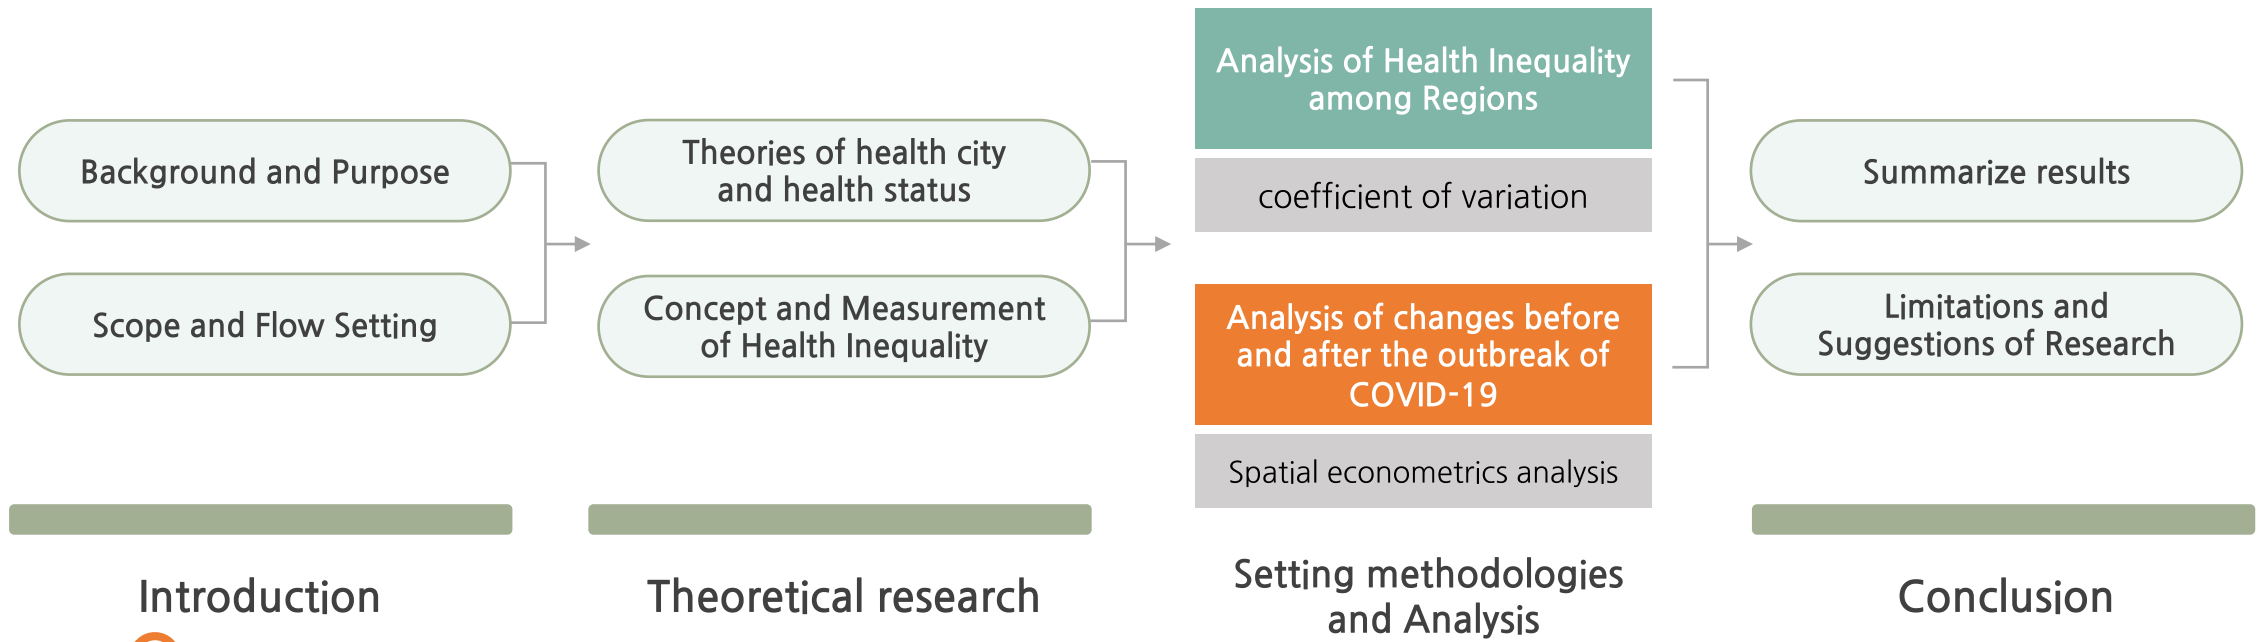 Background and Purpose
Scope and Flow Setting
Introduction
Theories of health city
and health status
Concept and Measurement
of Health Inequality
Theoretical research
Analysis of Health Inequality
among Regions
coefficient of variation
Analysis of changes before
and after the outbreak of
COVID-19
Spatial econometrics analysis
Setting methodologies
and Analysis
Summarize results
Limitations and
Suggestions of Research
Conclusion